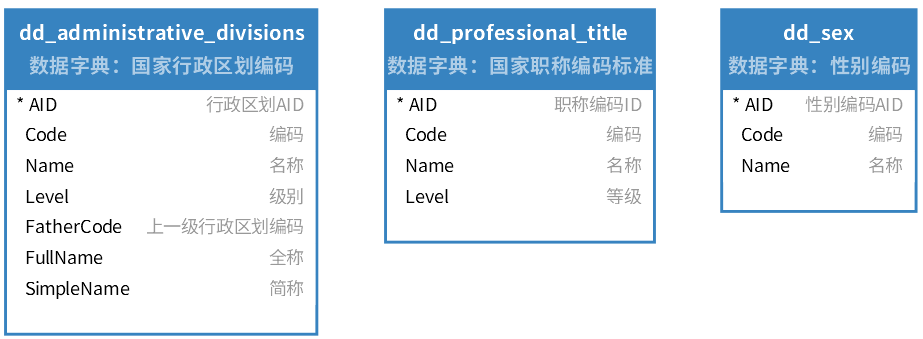 dd_administrative_divisions
数据字典：国家行政区划编码
* AID 行政区划AID
Code 编码
Name 名称
Level 级别
FatherCode 上一级行政区划编码
FullName 全称
SimpleName 简称
dd_professional_title
数据字典：国家职称编码标准
* AID 职称编码ID
Code 编码
Name 名称
Level 等级
dd_sex
数据字典：性别编码
* AID 性别编码AID
Code 编码
Name 名称